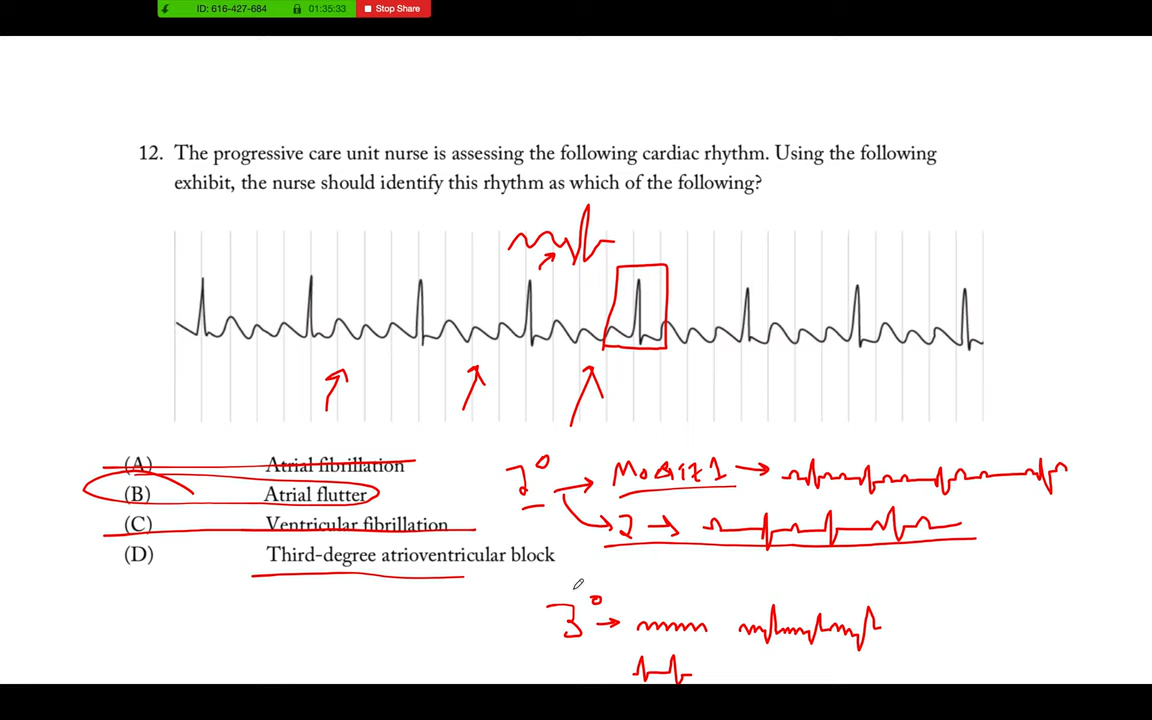 ID: 616-427-684 01:35:33 Stop Share
12. The progressive care unit nurse is assessing the following cardiac rhythm. Using the following
exhibit, the nurse should identify this rhythm as which of the following?
(A) Atrial fibrillation
(B) Atrial flutter
(C) Ventricular fibrillation
(D) Third-degree atrioventricular block
2° → Mobitz 1 →
→ 2 →
3° →